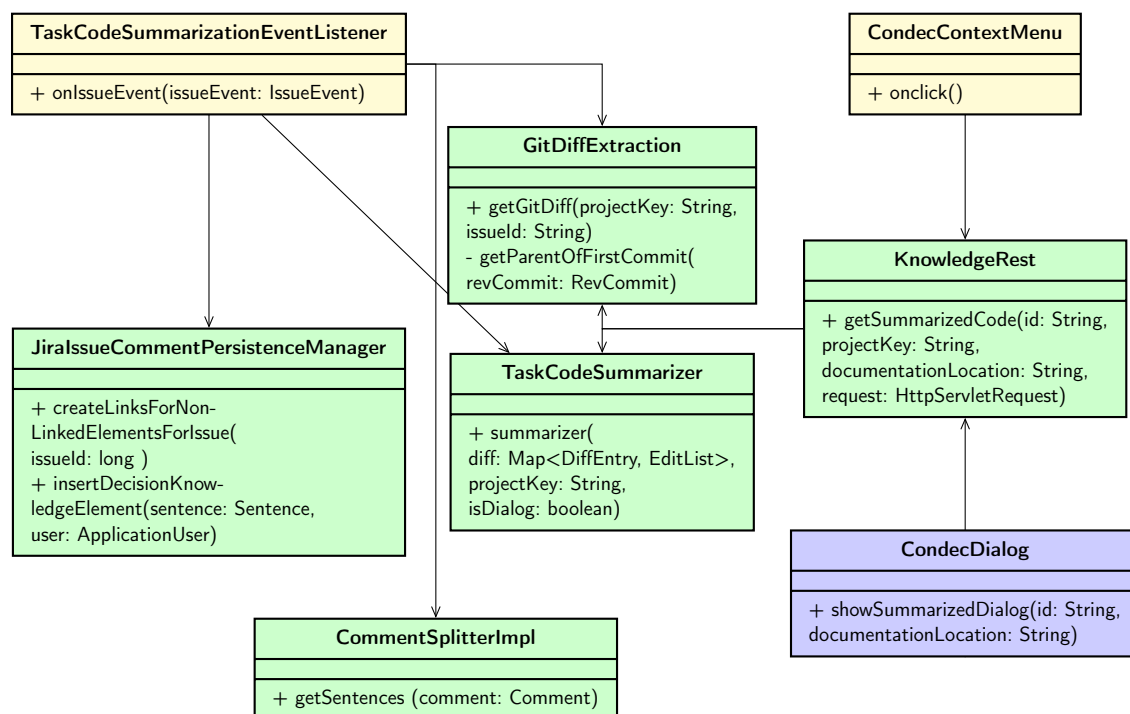 TaskCodeSummarizationEventListener
+ onIssueEvent(issueEvent: IssueEvent)
CondecContextMenu
+ onclick()
GitDiffExtraction
+ getGitDiff(projectKey: String,
issueId: String)
- getParentOfFirstCommit(
revCommit: RevCommit)
KnowledgeRest
+ getSummarizedCode(id: String,
projectKey: String,
documentationLocation: String,
request: HttpServletRequest)
JiraIssueCommentPersistenceManager
+ createLinksForNon-
LinkedElementsForIssue(
issueId: long )
+ insertDecisionKnow-
ledgeElement(sentence: Sentence,
user: ApplicationUser)
TaskCodeSummarizer
+ summarizer(
diff: Map<DiffEntry, EditList>,
projectKey: String,
isDialog: boolean)
CondecDialog
+ showSummarizedDialog(id: String,
documentationLocation: String)
CommentSplitterImpl
+ getSentences (comment: Comment)